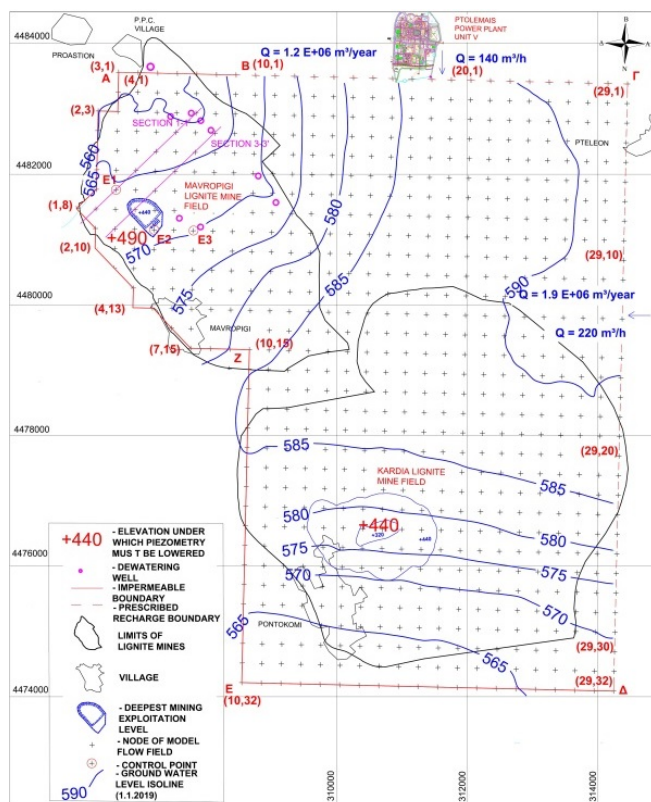 4484000
P.P.C.
VILLAGE
PROASTION
PTOLEMAIS
POWER PLANT
UNIT V
Q = 1.2 E+06 m³/year
Q = 140 m³/h
(3,1)
A
(4,1)
B
(10,1)
(20,1)
Γ
(29,1)
(2,3)
SECTION 1-1'
SECTION 3-3'
PTELEON
560
565
4482000
E1
MAVROPIGI
LIGNITE MINE
FIELD
580
(1,8)
+440
+490
E2
E3
570
585
(2,10)
(29,10)
590
Q = 1.9 E+06 m³/year
575
4480000
(4,13)
MAVROPIGI
Q = 220 m³/h
(7,15)
Z
(10,15)
4478000
585
(29,20)
585
KARDIA LIGNITE
MINE FIELD
580
+440
+320
+440
580
575
575
4476000
570
570
565
PONTOKOMI
(29,30)
565
4474000
E
(10,32)
(29,32)
Δ
+440
- ELEVATION UNDER
WHICH PIEZOMETRY
MUS T BE LOWERED
- DEWATERING
WELL
- IMPERMEABLE
BOUNDARY
- PRESCRIBED
RECHARGE BOUNDARY
LIMITS OF
LIGNITE MINES
VILLAGE
- DEEPEST MINING
EXPLOITATION
LEVEL
- NODE OF MODEL
FLOW FIELD
- CONTROL POINT
- GROUND WATER
LEVEL ISOLINE
(1.1.2019)
590
310000
312000
314000